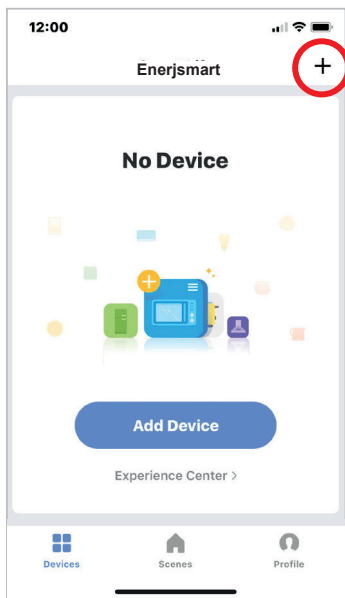 12:00
Enerjsmart
No Device
Add Device
Experience Center >
Devices
Scenes
Profile